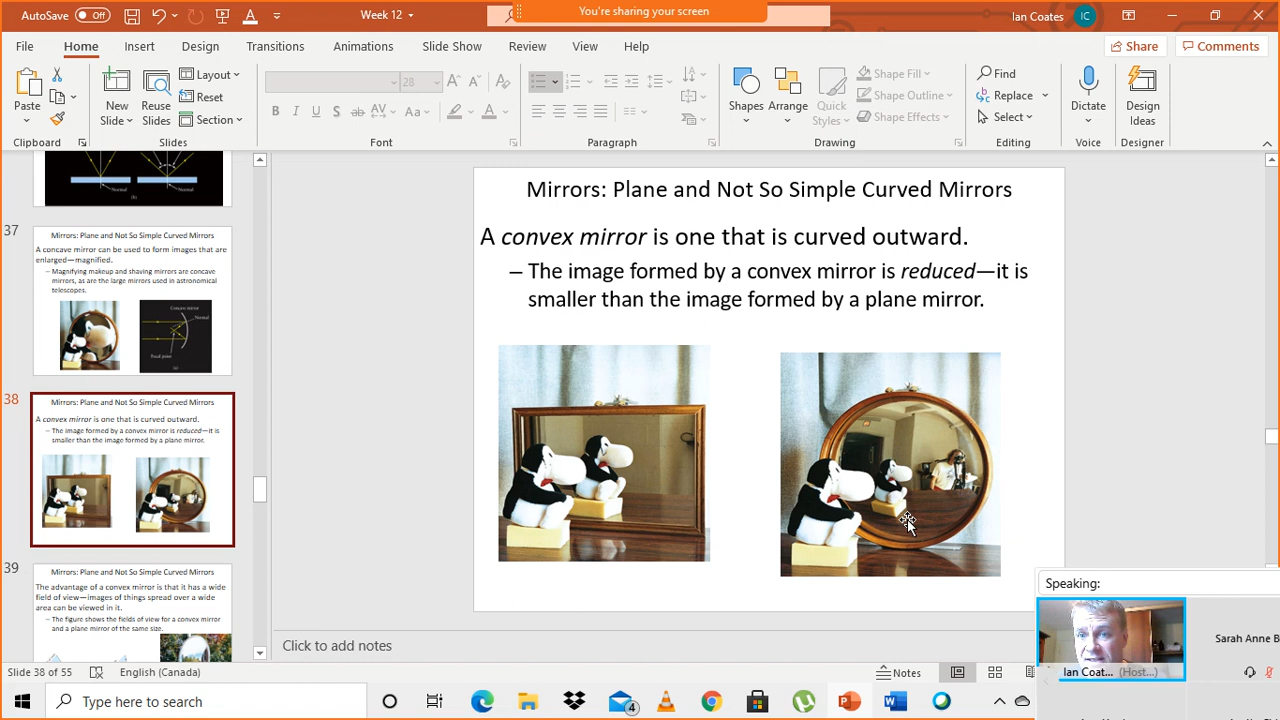 AutoSave Off
Week 12
You're sharing your screen
Ian Coates IC
File Home Insert Design Transitions Animations Slide Show Review View Help Share Comments
Paste
New Slide
Reuse Slides
Layout
Reset
Section
28
B I U S ab AV Aa A
Shapes Arrange Quick Styles
Shape Fill
Shape Outline
Shape Effects
Find
Replace
Select
Dictate
Design Ideas
Clipboard Slides Font Paragraph Drawing Editing Voice Designer
Normal Normal
(b)
37
Mirrors: Plane and Not So Simple Curved Mirrors
A concave mirror can be used to form images that are
enlarged—magnified.
– Magnifying makeup and shaving mirrors are concave
mirrors, as are the large mirrors used in astronomical
telescopes.
Concave mirror
Normal
Focal point
(a)
38
Mirrors: Plane and Not So Simple Curved Mirrors
A convex mirror is one that is curved outward.
– The image formed by a convex mirror is reduced—it is
smaller than the image formed by a plane mirror.
39
Mirrors: Plane and Not So Simple Curved Mirrors
The advantage of a convex mirror is that it has a wide
field of view—images of things spread over a wide
area can be viewed in it.
– The figure shows the fields of view for a convex mirror
and a plane mirror of the same size.
Mirrors: Plane and Not So Simple Curved Mirrors
A convex mirror is one that is curved outward.
– The image formed by a convex mirror is reduced—it is
smaller than the image formed by a plane mirror.
Click to add notes
Speaking:
Sarah Anne B
Ian Coat... (Host...)
Slide 38 of 55 English (Canada) Notes
Type here to search
4